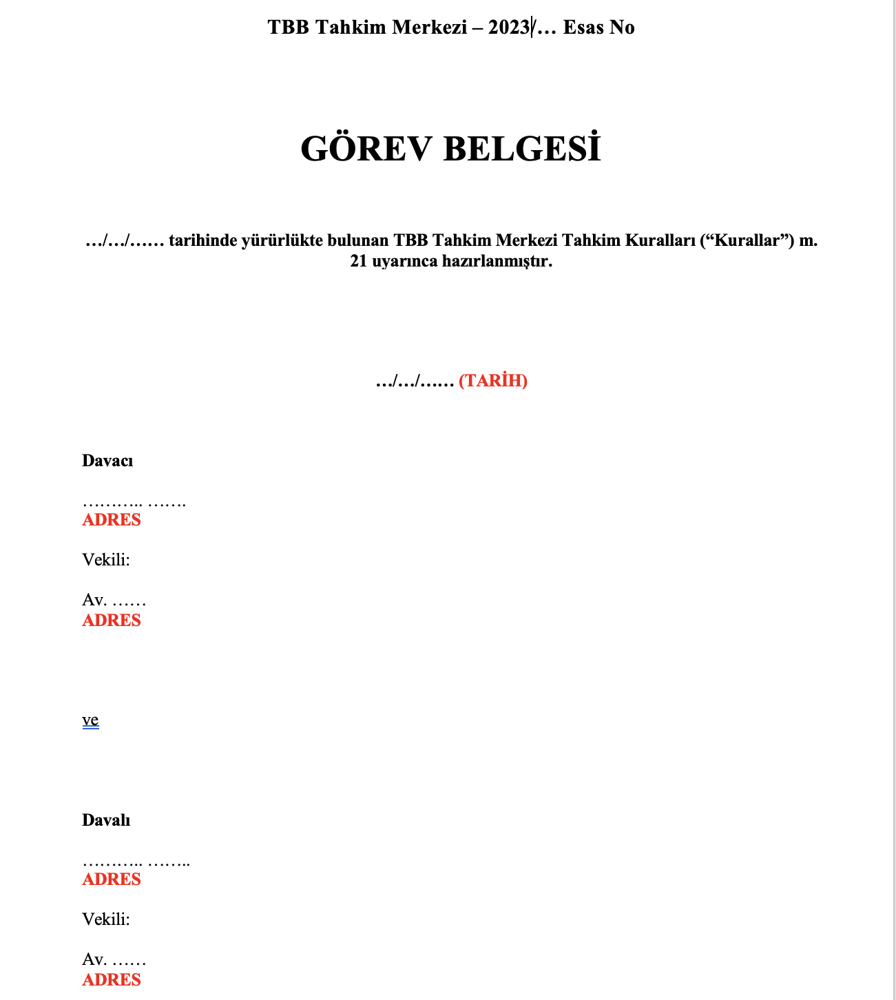 TBB Tahkim Merkezi – 2023/… Esas No
GÖREV BELGESİ
…/…/…… tarihinde yürürlükte bulunan TBB Tahkim Merkezi Tahkim Kuralları (“Kurallar”) m.
21 uyarınca hazırlanmıştır.
…/…/…… (TARİH)
Davacı
……….. …….
ADRES
Vekili:
Av. ……
ADRES
ve
Davalı
……….. ……..
ADRES
Vekili:
Av. ……
ADRES